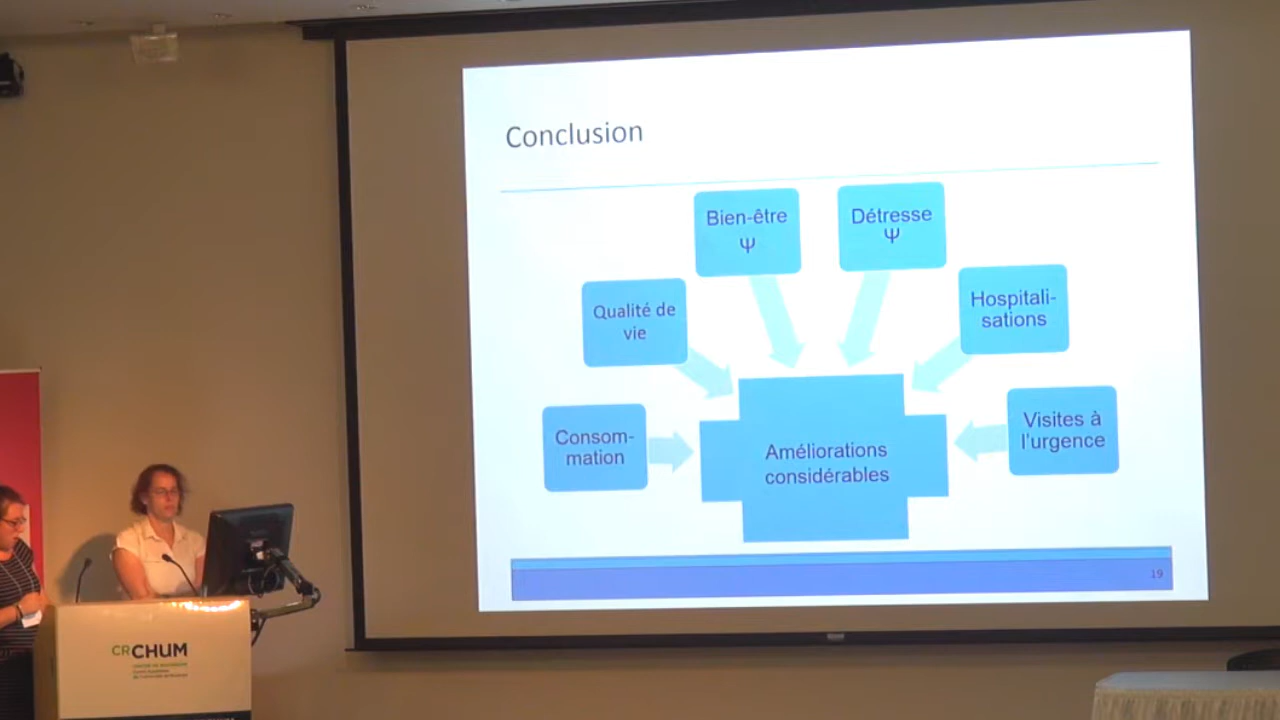 Conclusion
Bien-être
Ψ
Détresse
Ψ
Qualité de
vie
Hospitali-
sations
Consom-
mation
Visites à
l'urgence
Améliorations
considérables
19
CRCHUM